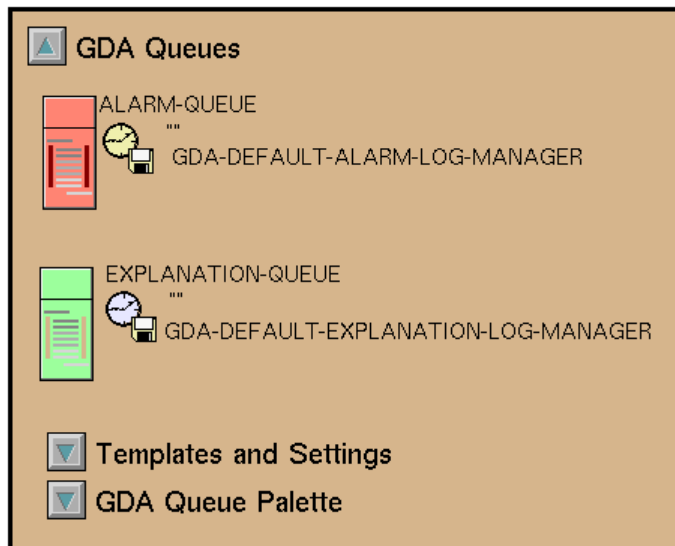 GDA Queues
ALARM-QUEUE
""
GDA-DEFAULT-ALARM-LOG-MANAGER
EXPLANATION-QUEUE
""
GDA-DEFAULT-EXPLANATION-LOG-MANAGER
Templates and Settings
GDA Queue Palette